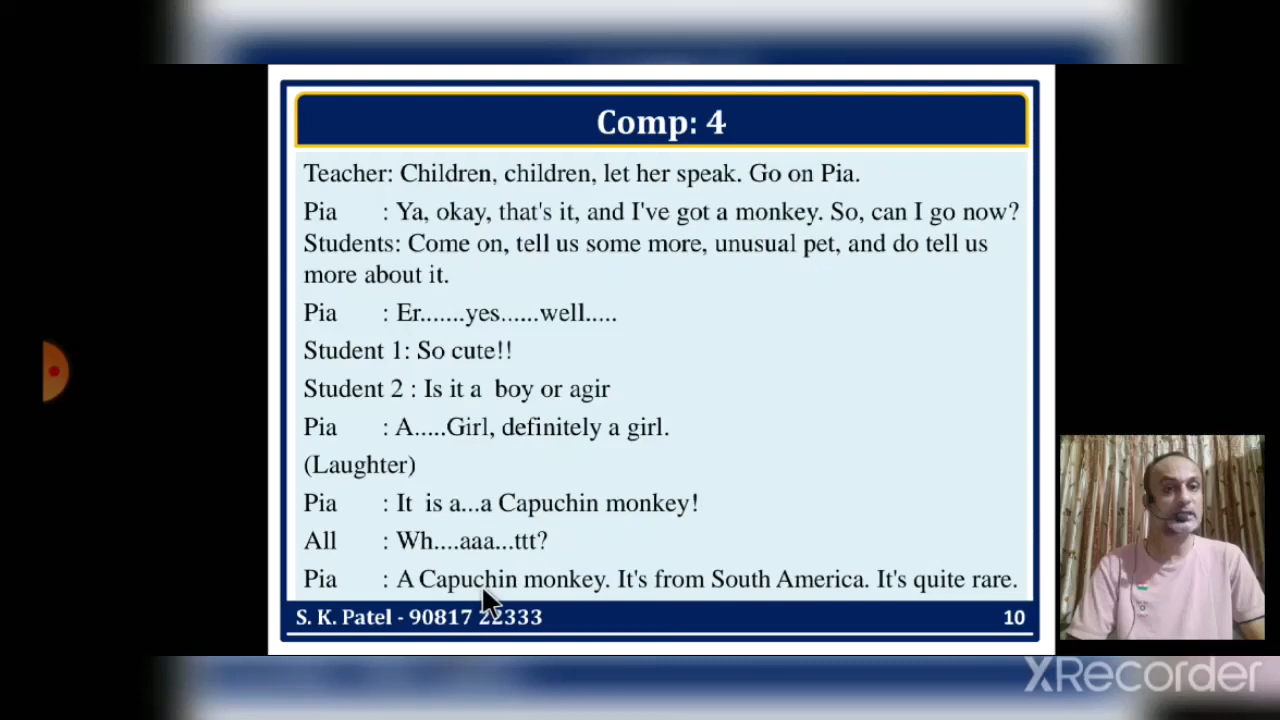 Comp: 4
Teacher: Children, children, let her speak. Go on Pia.
Pia : Ya, okay, that's it, and I've got a monkey. So, can I go now?
Students: Come on, tell us some more, unusual pet, and do tell us
more about it.
Pia : Er.......yes......well.....
Student 1: So cute!!
Student 2 : Is it a boy or agir
Pia : A.....Girl, definitely a girl.
(Laughter)
Pia : It is a...a Capuchin monkey!
All : Wh....aaa...ttt?
Pia : A Capuchin monkey. It's from South America. It's quite rare.
S. K. Patel - 90817 22333
10
XRecorder